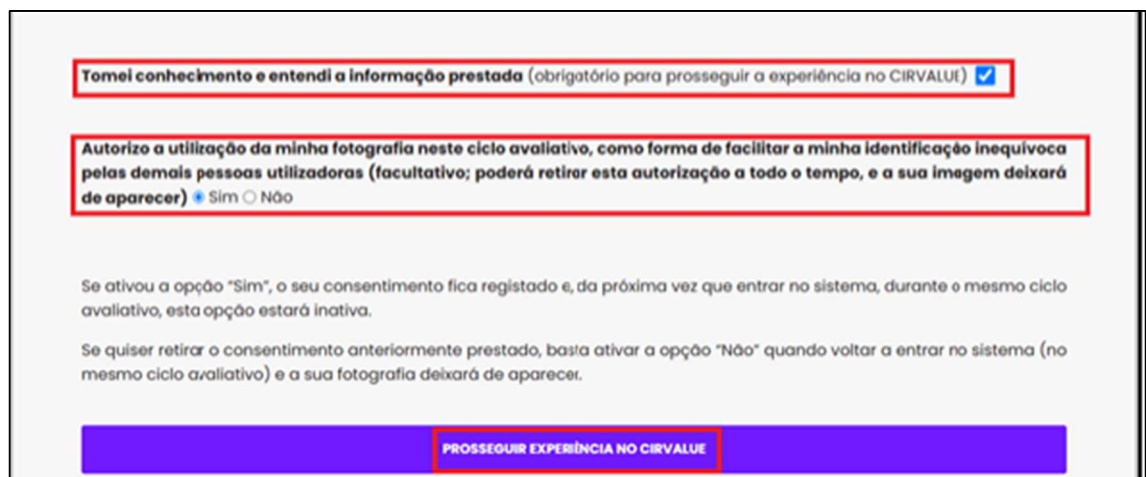 Tomei conhecimento e entendi a informação prestada (obrigatório para prosseguir a experiência no CIRVALUE)
Autorizo a utilização da minha fotografia neste ciclo avaliativo, como forma de facilitar a minha identificação inequívoca
pelas demais pessoas utilizadoras (facultativo; poderá retirar esta autorização a todo o tempo, e a sua imagem deixará
de aparecer) Sim Não
Se ativou a opção “Sim”, o seu consentimento fica registado e, da próxima vez que entrar no sistema, durante o mesmo ciclo
avaliativo, esta opção estará inativa.
Se quiser retirar o consentimento anteriormente prestado, basta ativar a opção “Não” quando voltar a entrar no sistema (no
mesmo ciclo avaliativo) e a sua fotografia deixará de aparecer.
PROSSEGUIR EXPERIÊNCIA NO CIRVALUE